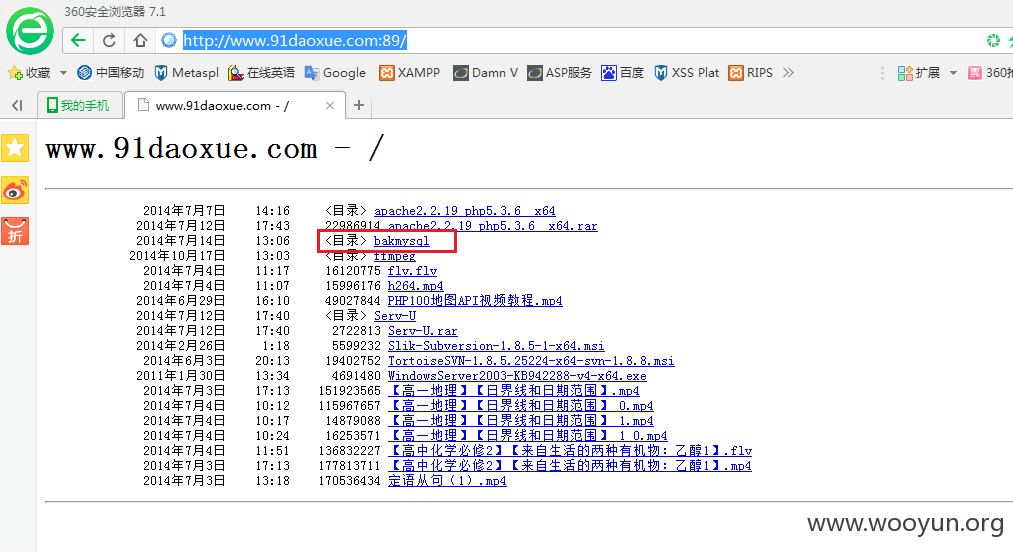 360安全浏览器 7.1
http://www.91daoxue.com:89/
收藏 中国移动 Metaspl 在线英语 Google XAMPP Damn V ASP服务 百度 XSS Plat RIPS 扩展
我的手机 www.91daoxue.com - /
www.91daoxue.com - /
折
2014年7月7日 14:16 <目录> apache2.2.19_php5.3.6__x64
2014年7月12日 17:43 22986914 apache2.2.19_php5.3.6__x64.rar
2014年7月14日 13:06 <目录> bakmysql
2014年10月17日 13:03 <目录> ffmpeg
2014年7月4日 11:17 16120775 flv.flv
2014年7月4日 11:07 15996176 h264.mp4
2014年6月29日 16:10 49027844 PHP100地图API视频教程.mp4
2014年7月12日 17:40 <目录> Serv-U
2014年7月12日 17:40 2722813 Serv-U.rar
2014年2月26日 1:18 5599232 Slik-Subversion-1.8.5-1-x64.msi
2014年6月3日 20:13 19402752 TortoiseSVN-1.8.5.25224-x64-svn-1.8.8.msi
2011年1月30日 13:34 4691480 WindowsServer2003-KB942288-v4-x64.exe
2014年7月3日 17:13 151923565 【高一地理】【日界线和日期范围】.mp4
2014年7月4日 10:12 115967657 【高一地理】【日界线和日期范围】_0.mp4
2014年7月4日 10:17 14879088 【高一地理】【日界线和日期范围】_1.mp4
2014年7月4日 10:24 16253571 【高一地理】【日界线和日期范围】_1_0.mp4
2014年7月4日 11:51 136832227 【高中化学必修2】【来自生活的两种有机物：乙醇1】.flv
2014年7月3日 17:13 177813711 【高中化学必修2】【来自生活的两种有机物：乙醇1】.mp4
2014年7月3日 13:18 170536434 定语从句（1）.mp4
www.wooyun.org